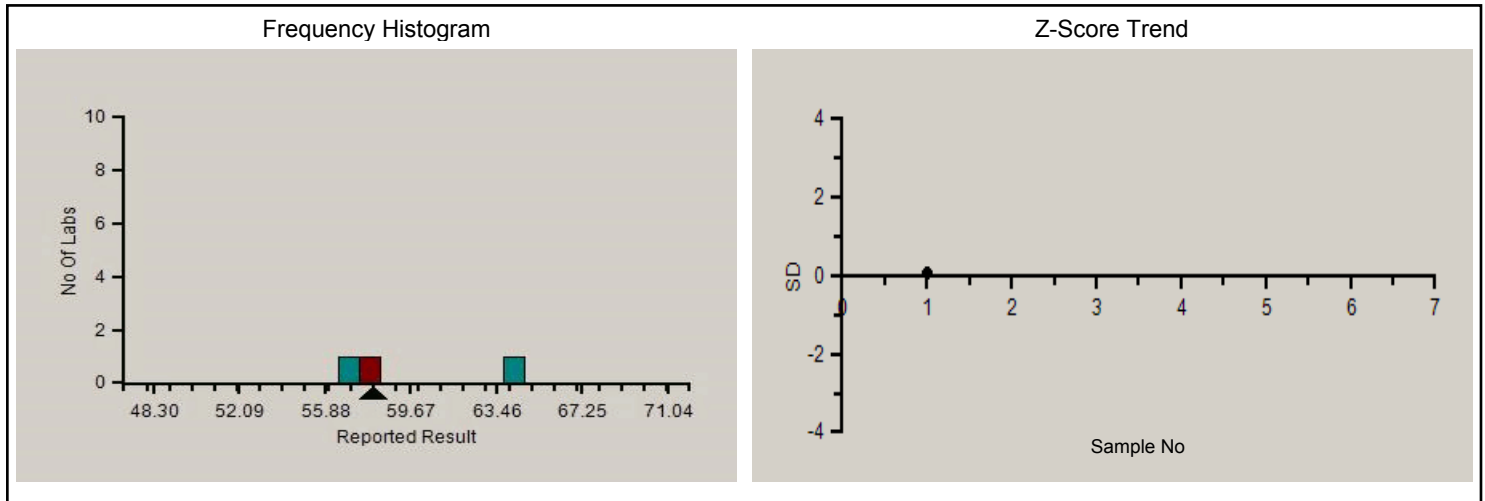 Frequency Histogram
10
8
6
4
2
0
No Of Labs
48.30 52.09 55.88 59.67 63.46 67.25 71.04
Reported Result
Z-Score Trend
4
2
0
-2
-4
SD
0 1 2 3 4 5 6 7
Sample No